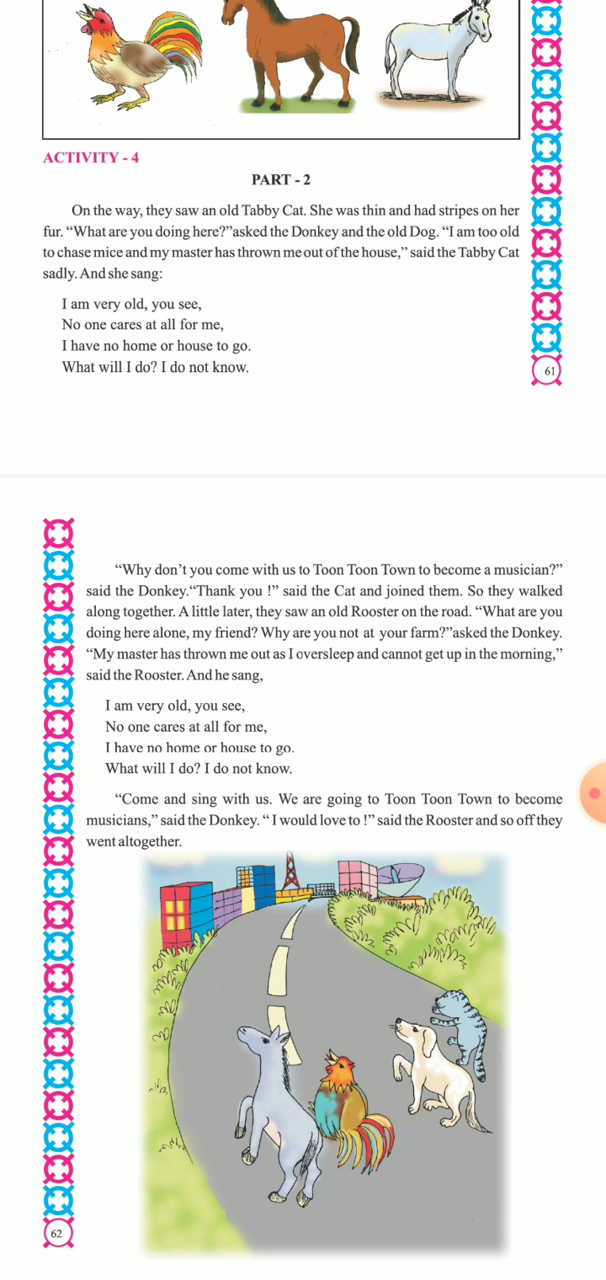 ACTIVITY - 4
PART - 2
On the way, they saw an old Tabby Cat. She was thin and had stripes on her
fur. “What are you doing here?”asked the Donkey and the old Dog. “I am too old
to chase mice and my master has thrown me out of the house,” said the Tabby Cat
sadly. And she sang:
I am very old, you see,
No one cares at all for me,
I have no home or house to go.
What will I do? I do not know.
61
“Why don’t you come with us to Toon Toon Town to become a musician?”
said the Donkey.“Thank you !” said the Cat and joined them. So they walked
along together. A little later, they saw an old Rooster on the road. “What are you
doing here alone, my friend? Why are you not at your farm?”asked the Donkey.
“My master has thrown me out as I oversleep and cannot get up in the morning,”
said the Rooster. And he sang,
I am very old, you see,
No one cares at all for me,
I have no home or house to go.
What will I do? I do not know.
“Come and sing with us. We are going to Toon Toon Town to become
musicians,” said the Donkey. “ I would love to !” said the Rooster and so off they
went altogether.
62